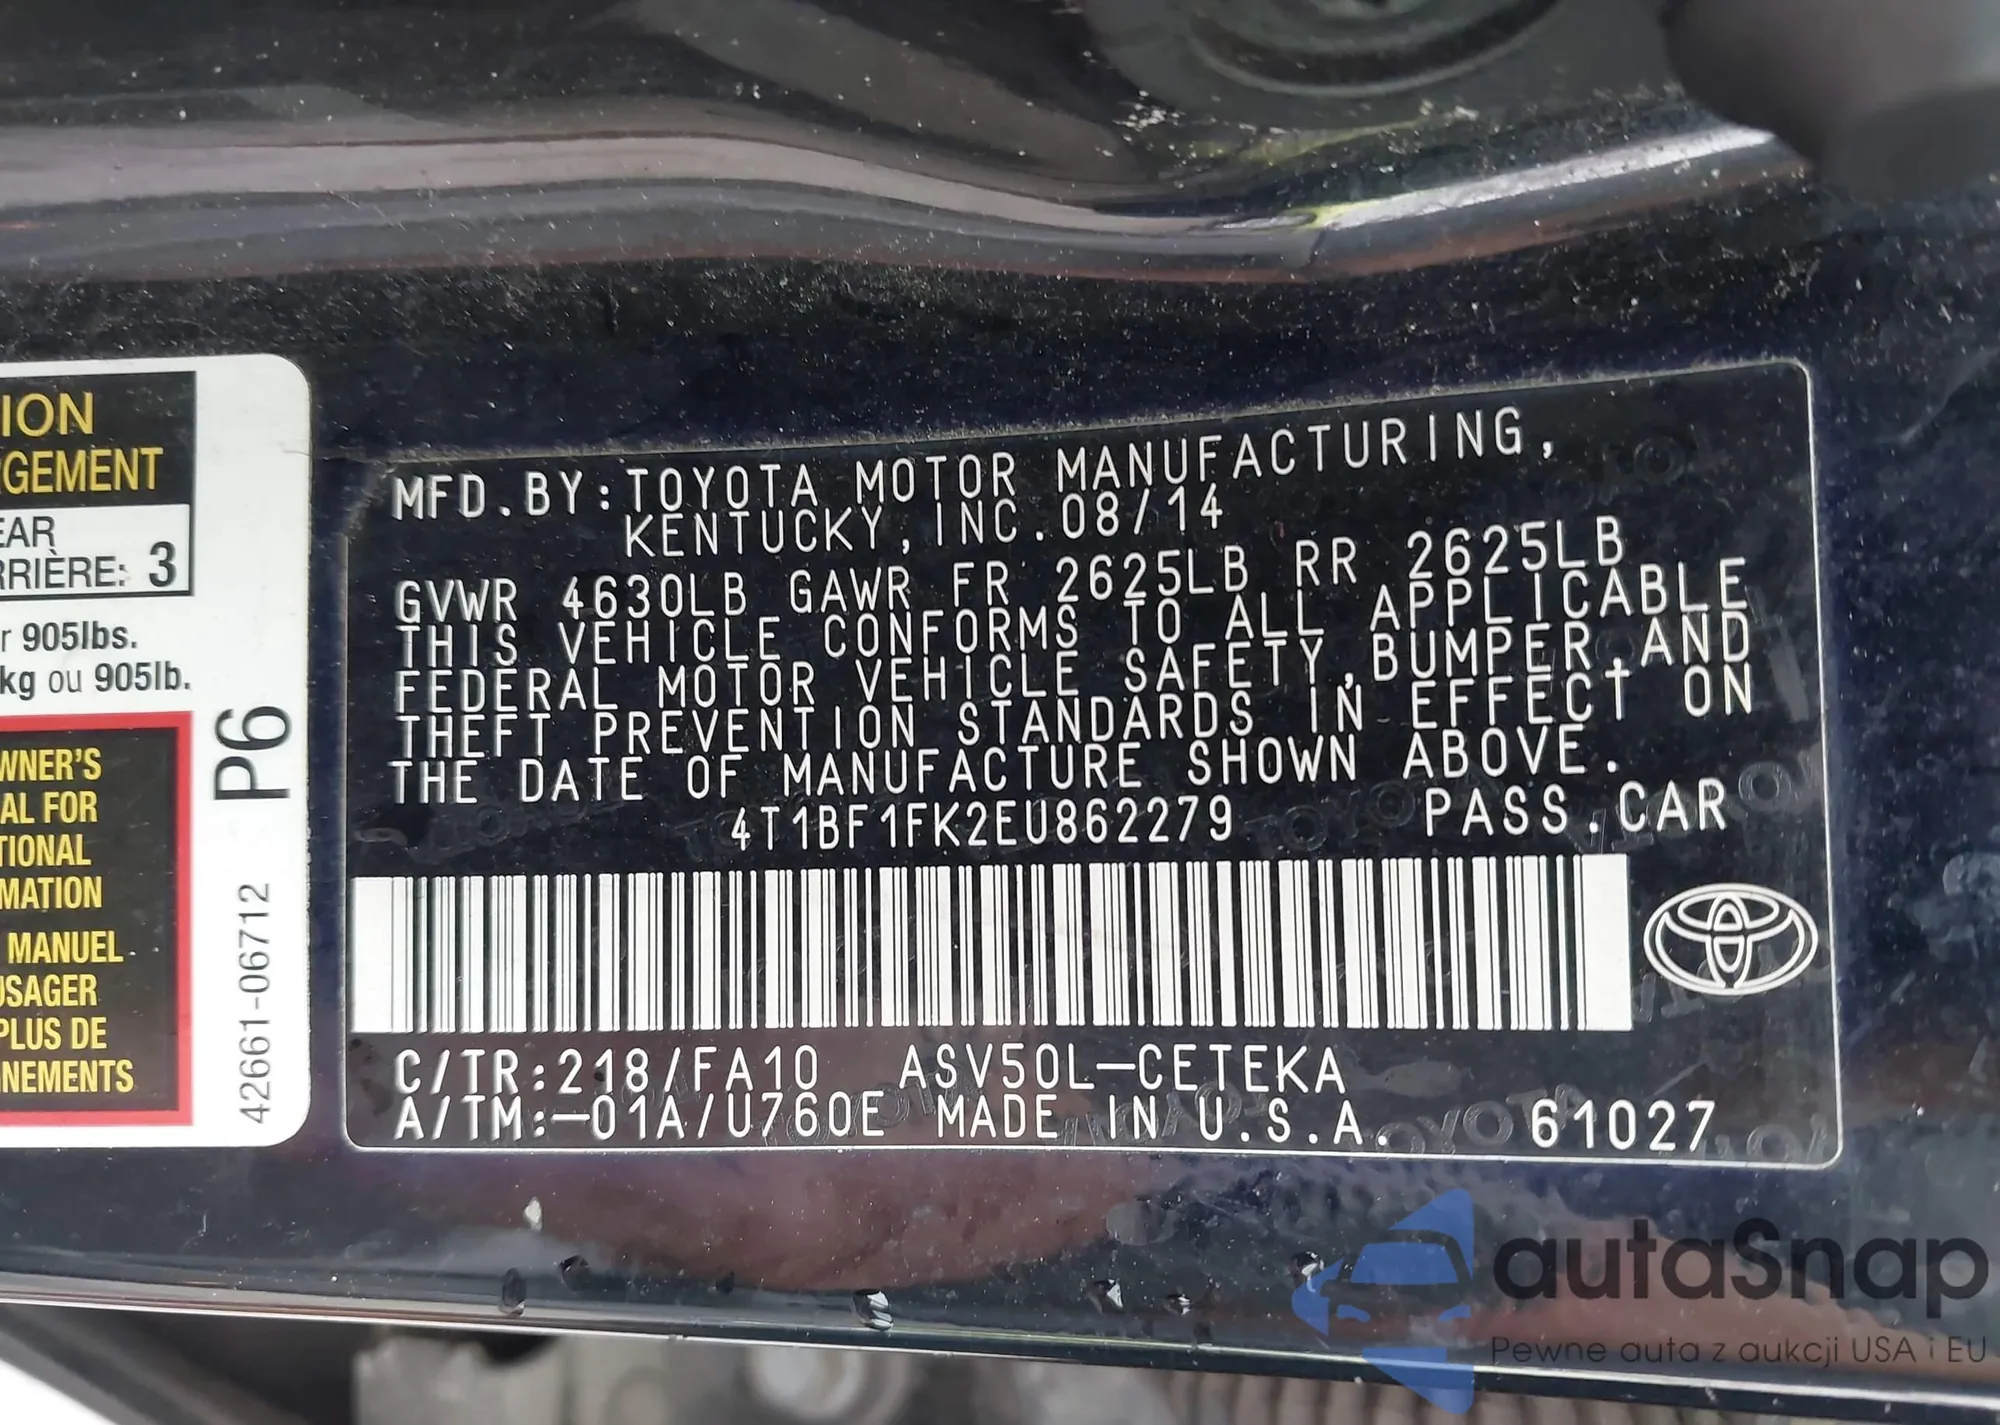 ION
GEMENT
EAR
RRIÈRE: 3
r 905lbs.
kg ou 905lb.
WNER'S
AL FOR
TIONAL
MATION
MANUEL
USAGER
PLUS DE
NEMENTS
P6
42661-06712
MFD.BY:TOYOTA MOTOR MANUFACTURING,
KENTUCKY,INC.08/14
GVWR 4630LB GAWR FR 2625LB RR 2625LB
THIS VEHICLE CONFORMS TO ALL APPLICABLE
FEDERAL MOTOR VEHICLE SAFETY,BUMPER,AND
THEFT PREVENTION STANDARDS IN EFFECT ON
THE DATE OF MANUFACTURE SHOWN ABOVE.
4T1BF1FK2EU862279 PASS.CAR
C/TR:218/FA10 ASV50L-CETEKA
A/TM:-01A/U760E MADE IN U.S.A. 61027
autaSnap
Pewne auta z aukcji USA i EU